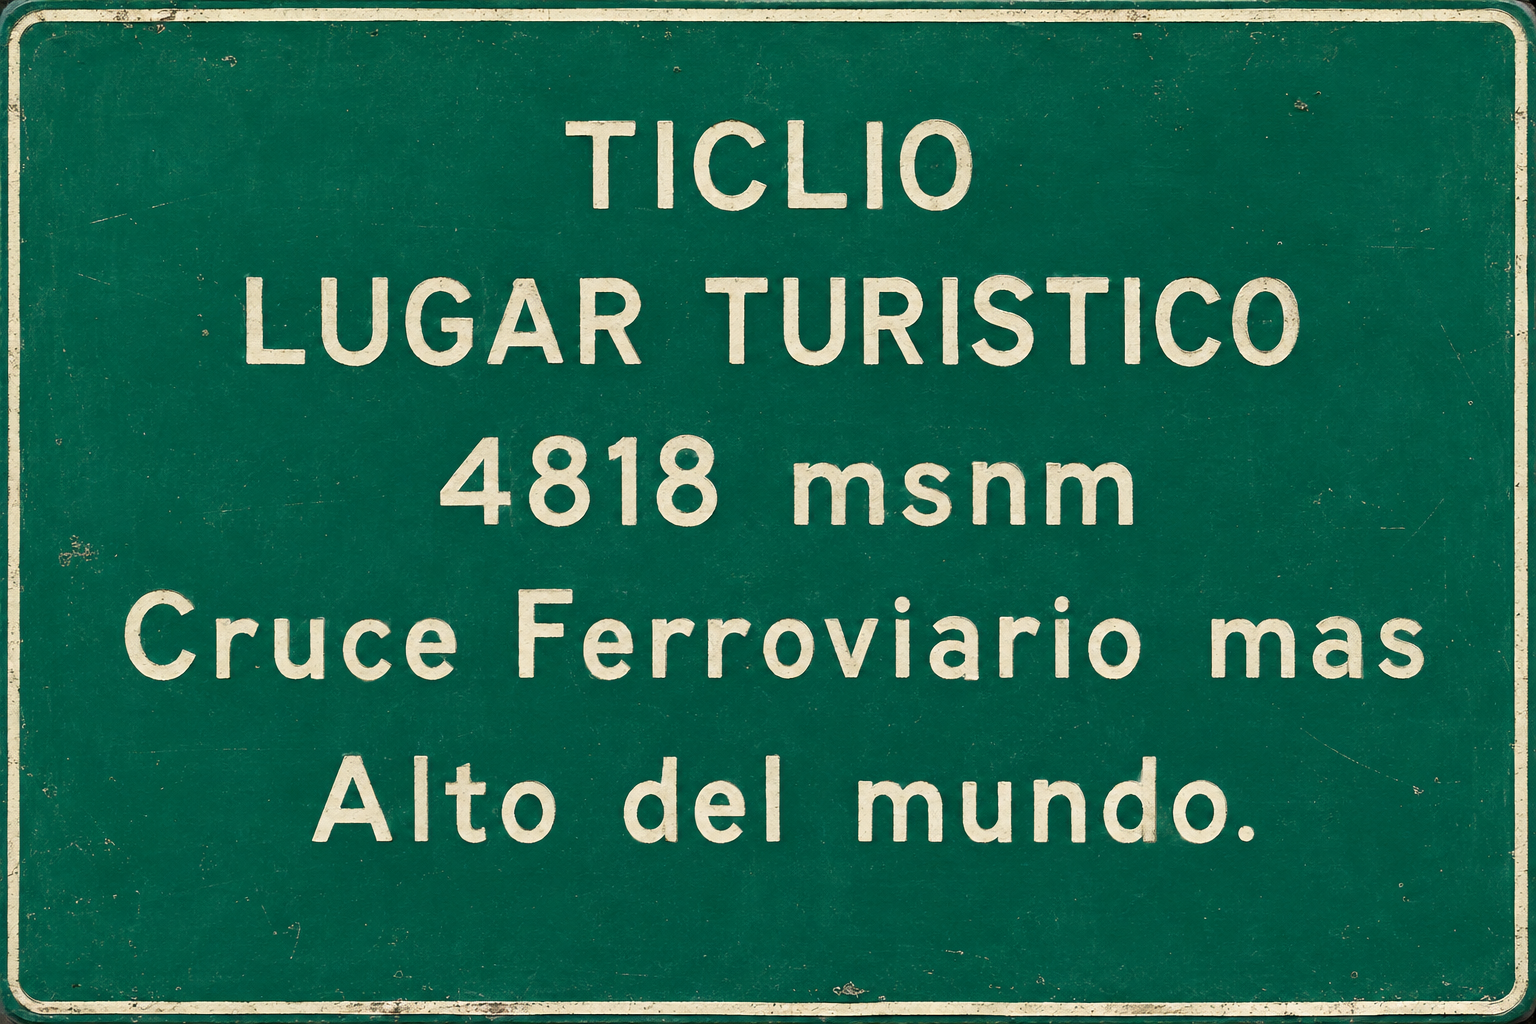 TICLIO
LUGAR TURISTICO
4818 msnm
Cruce Ferroviario mas
Alto del mundo.